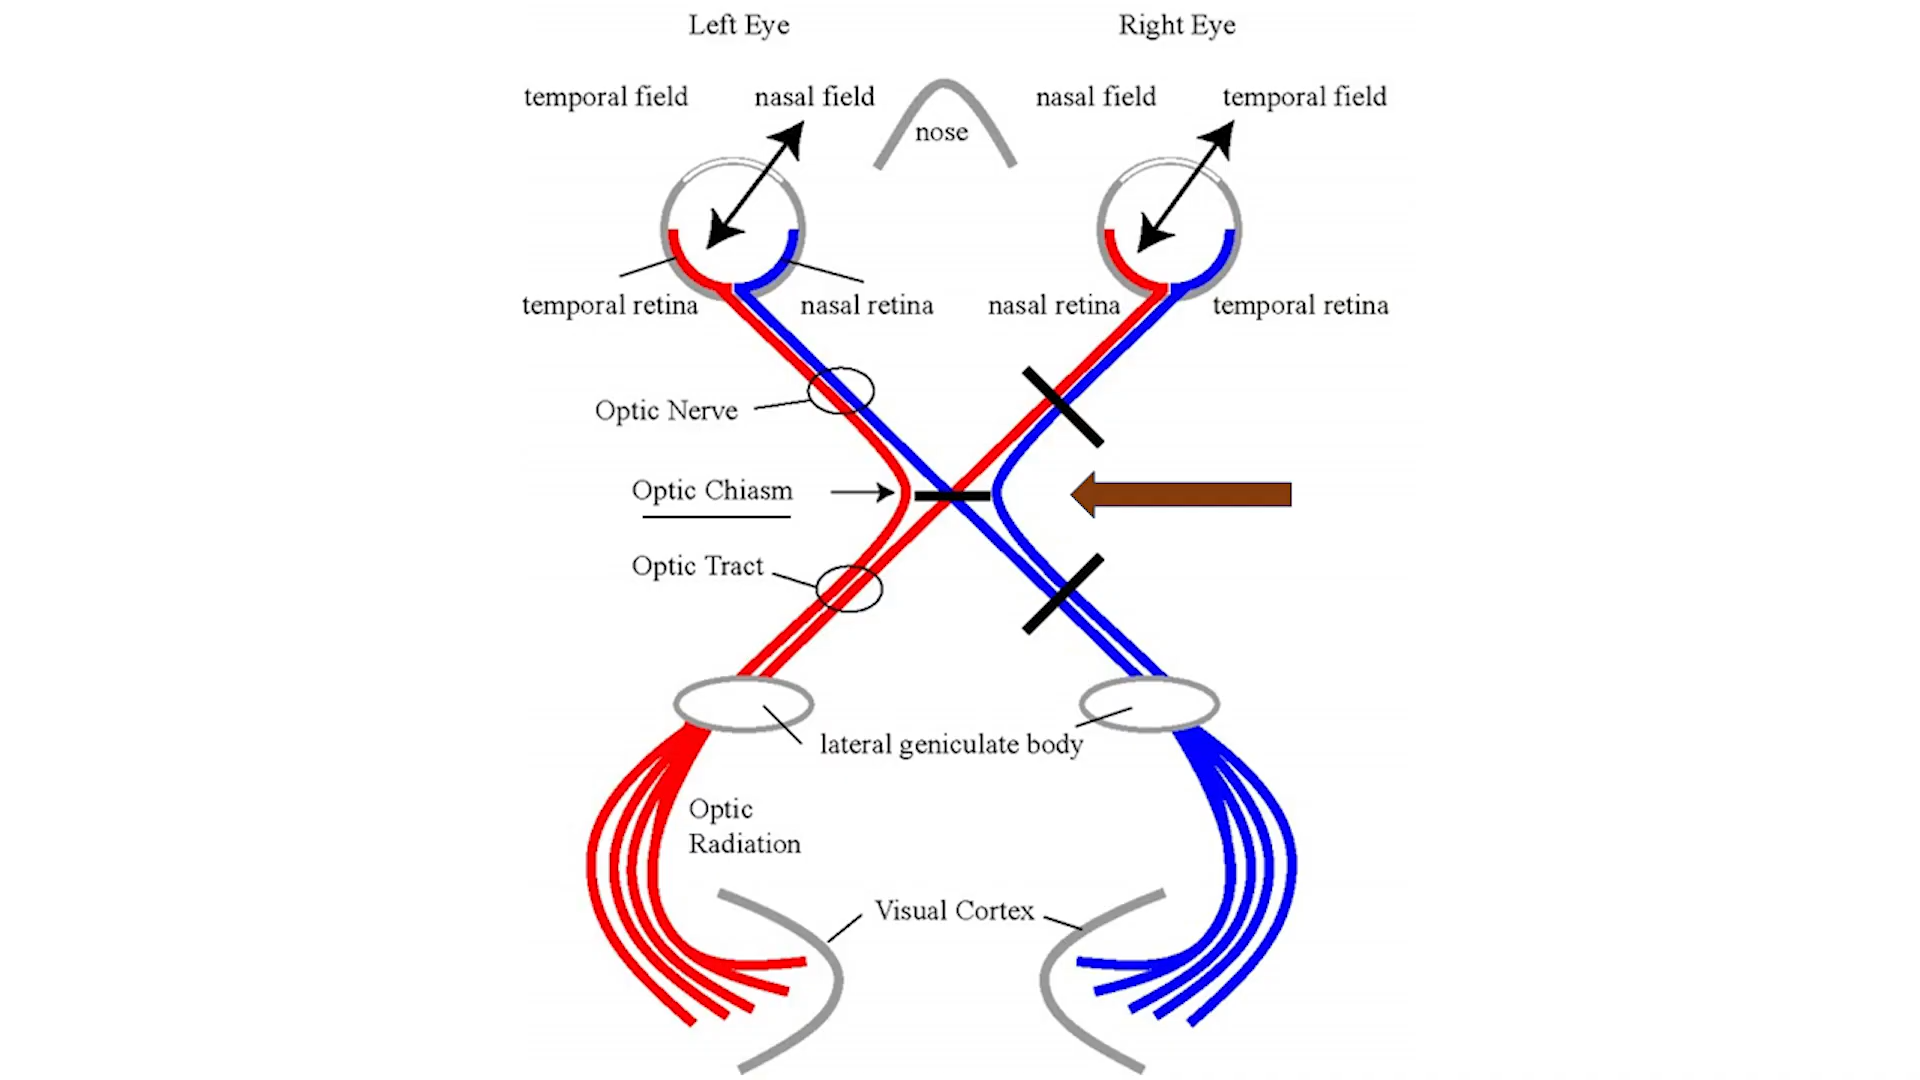 Left Eye
Right Eye
temporal field
nasal field
nasal field
temporal field
nose
temporal retina
nasal retina
nasal retina
temporal retina
Optic Nerve
Optic Chiasm
Optic Tract
lateral geniculate body
Optic
Radiation
Visual Cortex